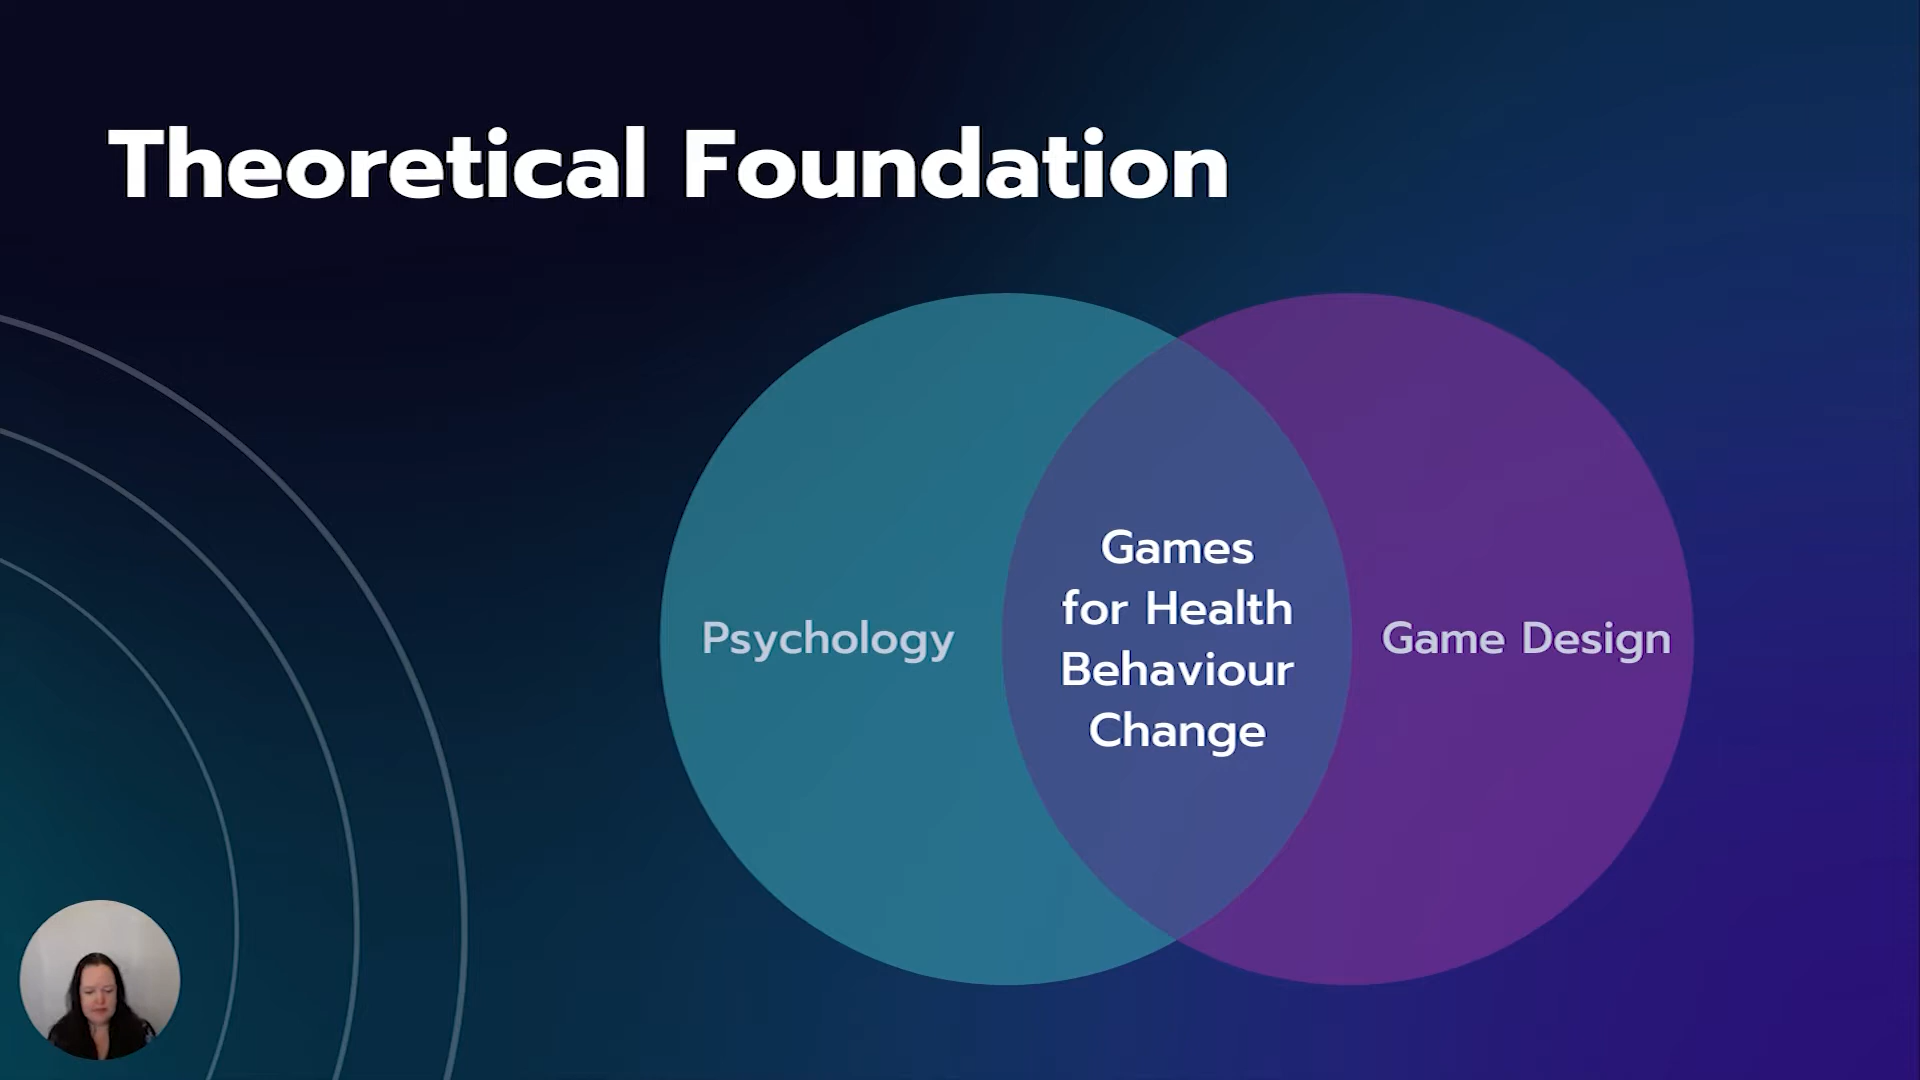 Theoretical Foundation
Psychology
Games
for Health
Behaviour
Change
Game Design